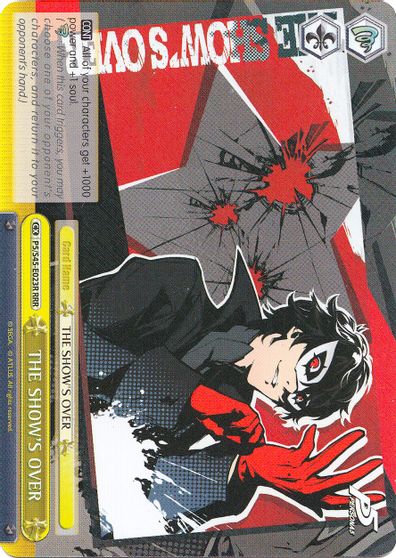 THE SHOW'S OVER
CONT All of your characters get +1000
power and +1 soul.
( : When this card triggers, you may
choose one of your opponent's
characters, and return it to your
opponent's hand.)
Card Name
THE SHOW'S OVER
CX P5/S45-E023R RRR
THE SHOW'S OVER
© SEGA. © ATLUS. All rights reserved.
P5
PERSONA5